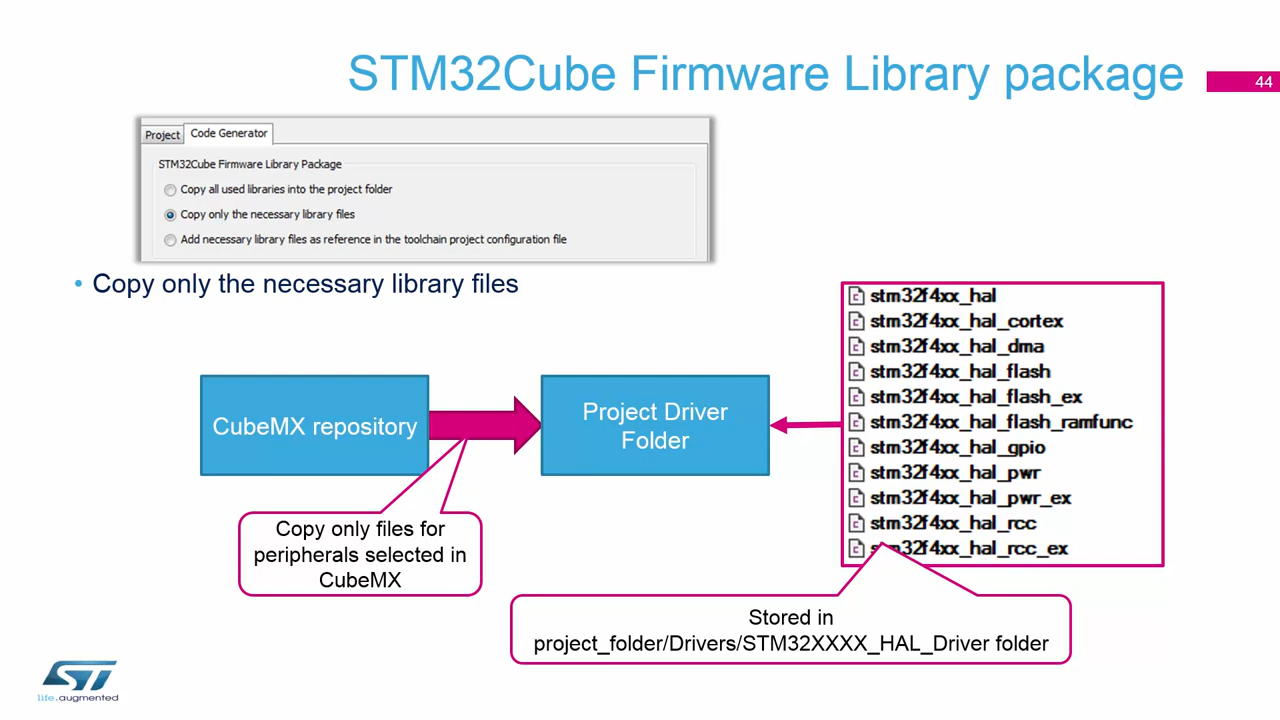 STM32Cube Firmware Library package
44
Project
Code Generator
STM32Cube Firmware Library Package
Copy all used libraries into the project folder
Copy only the necessary library files
Add necessary library files as reference in the toolchain project configuration file
• Copy only the necessary library files
CubeMX repository
Project Driver
Folder
stm32f4xx_hal
stm32f4xx_hal_cortex
stm32f4xx_hal_dma
stm32f4xx_hal_flash
stm32f4xx_hal_flash_ex
stm32f4xx_hal_flash_ramfunc
stm32f4xx_hal_gpio
stm32f4xx_hal_pwr
stm32f4xx_hal_pwr_ex
stm32f4xx_hal_rcc
stm32f4xx_hal_rcc_ex
Copy only files for
peripherals selected in
CubeMX
Stored in
project_folder/Drivers/STM32XXXX_HAL_Driver folder
ST
life.augmented